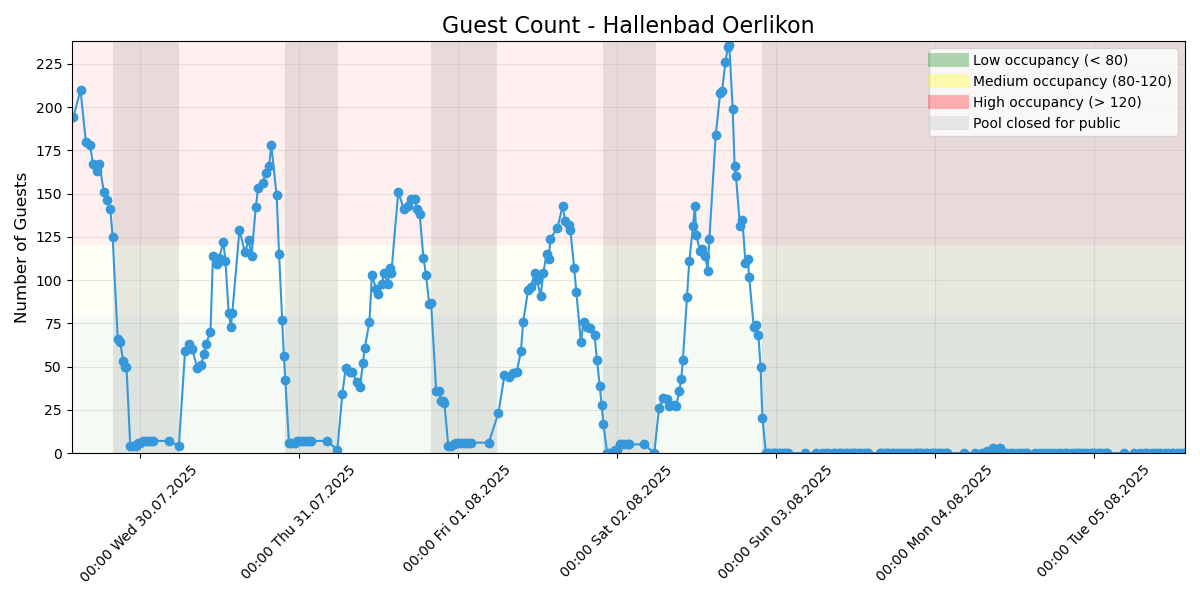 Guest Count - Hallenbad Oerlikon
Number of Guests
225
200
175
150
125
100
75
50
25
0
Low occupancy (< 80)
Medium occupancy (80-120)
High occupancy (> 120)
Pool closed for public
00:00 Wed 30.07.2025
00:00 Thu 31.07.2025
00:00 Fri 01.08.2025
00:00 Sat 02.08.2025
00:00 Sun 03.08.2025
00:00 Mon 04.08.2025
00:00 Tue 05.08.2025